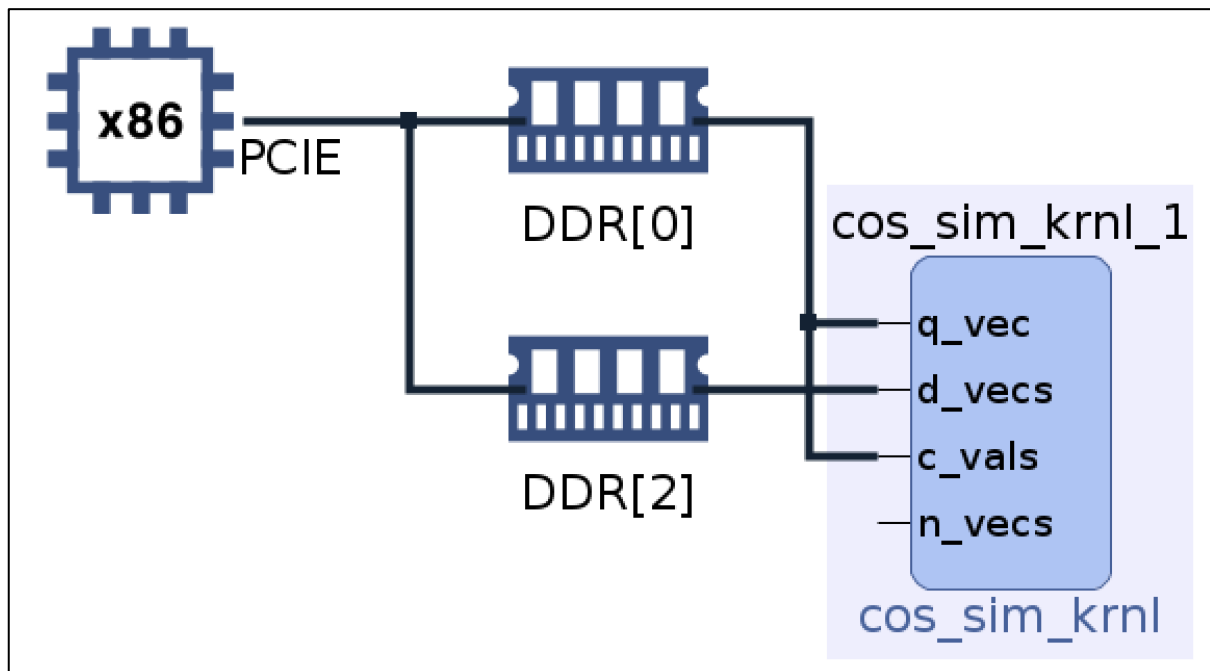 x86
PCIE
DDR[0]
DDR[2]
cos_sim_krnl_1
q_vec
d_vecs
c_vals
n_vecs
cos_sim_krnl